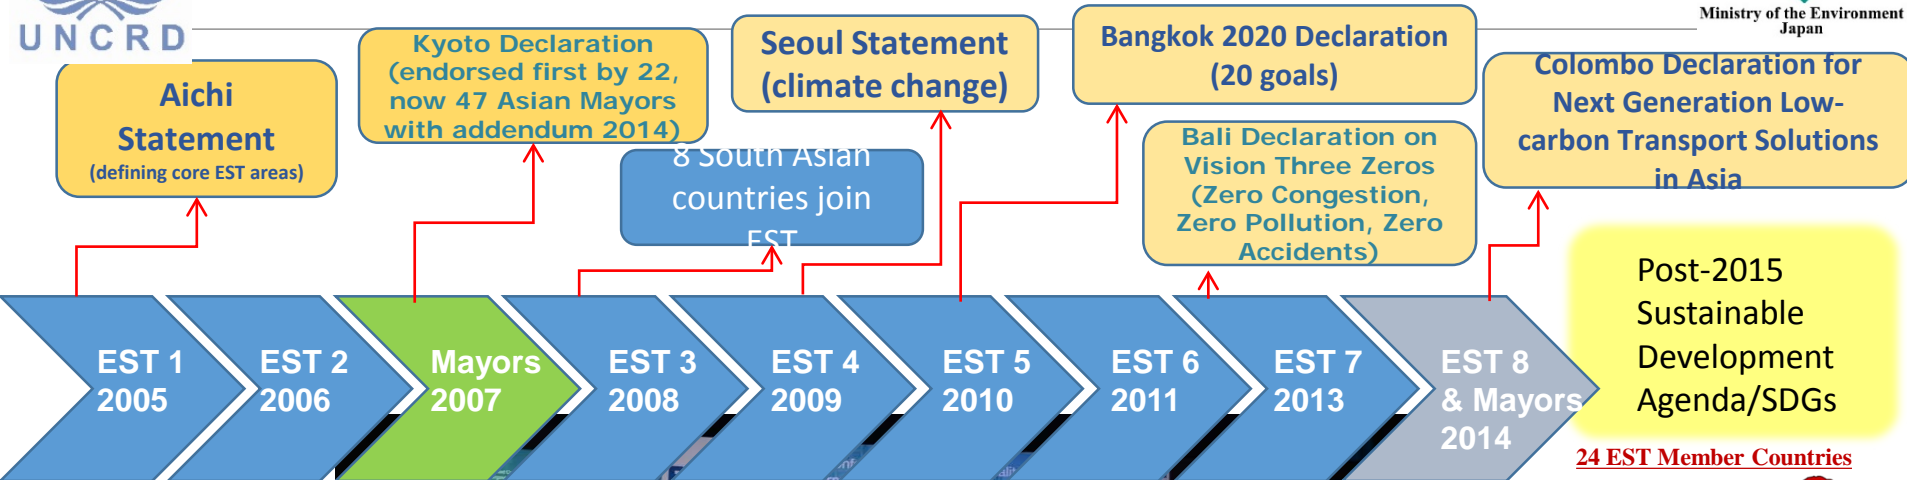 UNCRD
Ministry of the Environment
Japan
Aichi
Statement
(defining core EST areas)
Kyoto Declaration
(endorsed first by 22,
now 47 Asian Mayors
with addendum 2014)
8 South Asian
countries join
EST
Seoul Statement
(climate change)
Bangkok 2020 Declaration
(20 goals)
Bali Declaration on
Vision Three Zeros
(Zero Congestion,
Zero Pollution, Zero
Accidents)
Colombo Declaration for
Next Generation Low-
carbon Transport Solutions
in Asia
EST 1
2005
EST 2
2006
Mayors
2007
EST 3
2008
EST 4
2009
EST 5
2010
EST 6
2011
EST 7
2013
EST 8
& Mayors
2014
Post-2015
Sustainable
Development
Agenda/SDGs
24 EST Member Countries